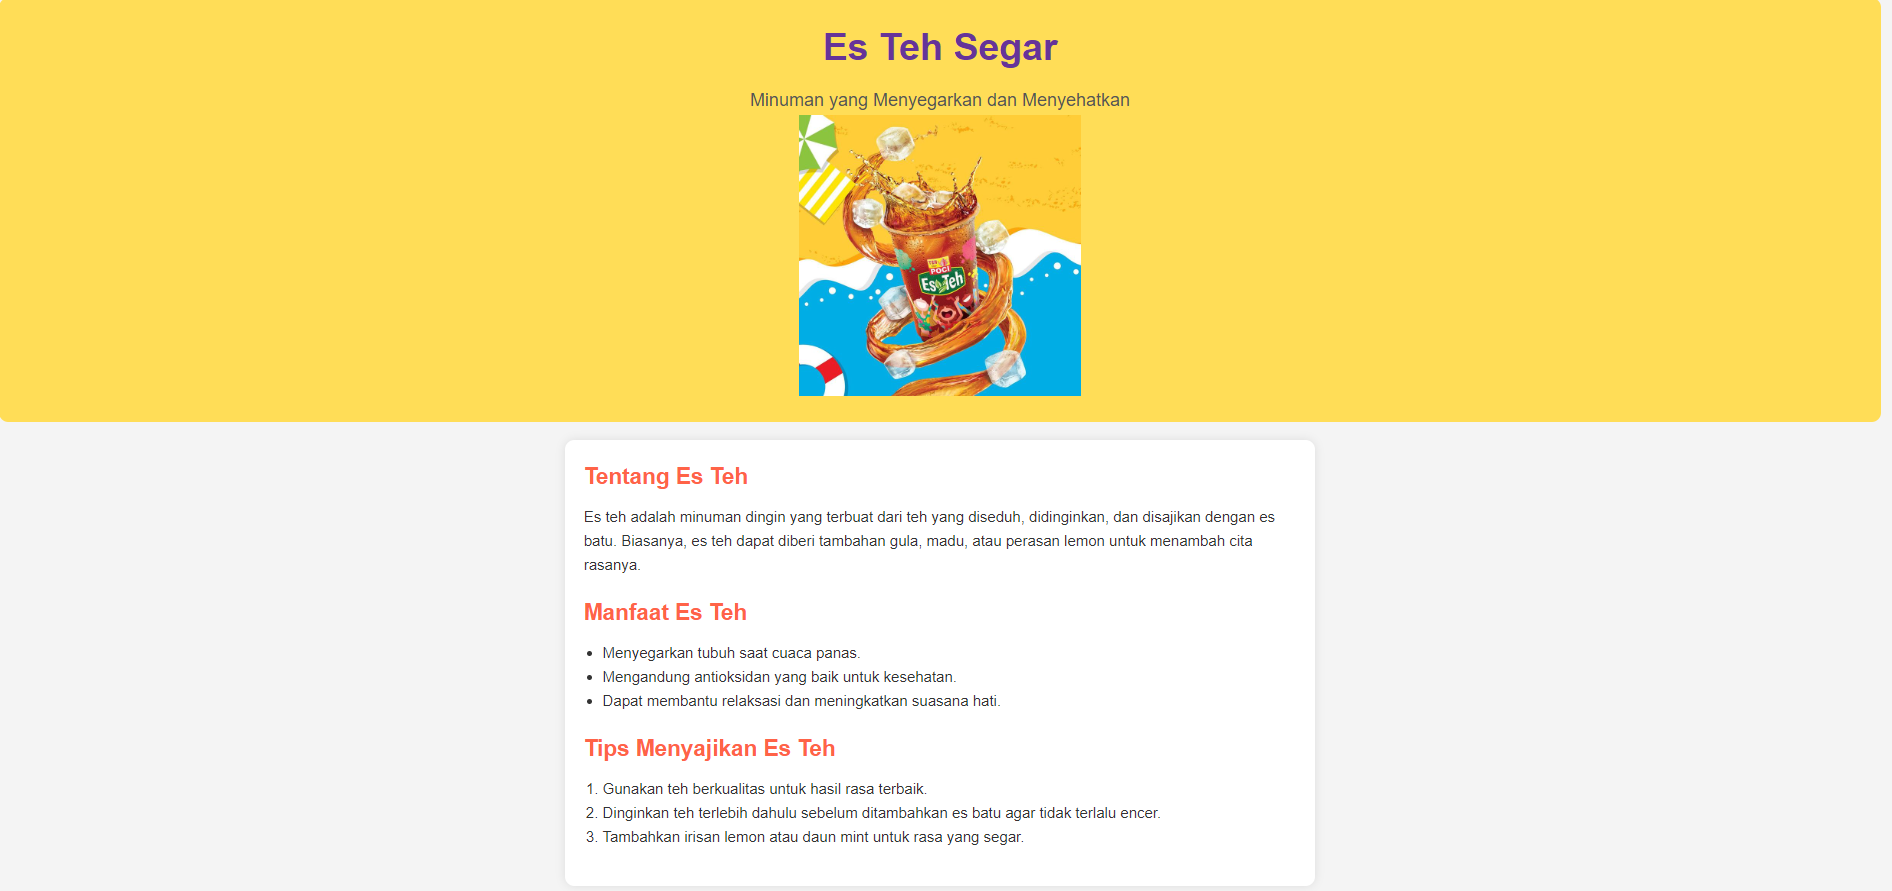 Es Teh Segar
Minuman yang Menyegarkan dan Menyehatkan
POCI
Es Teh
Tentang Es Teh
Es teh adalah minuman dingin yang terbuat dari teh yang diseduh, didinginkan, dan disajikan dengan es
batu. Biasanya, es teh dapat diberi tambahan gula, madu, atau perasan lemon untuk menambah cita
rasanya.
Manfaat Es Teh
• Menyegarkan tubuh saat cuaca panas.
• Mengandung antioksidan yang baik untuk kesehatan.
• Dapat membantu relaksasi dan meningkatkan suasana hati.
Tips Menyajikan Es Teh
1. Gunakan teh berkualitas untuk hasil rasa terbaik.
2. Dinginkan teh terlebih dahulu sebelum ditambahkan es batu agar tidak terlalu encer.
3. Tambahkan irisan lemon atau daun mint untuk rasa yang segar.